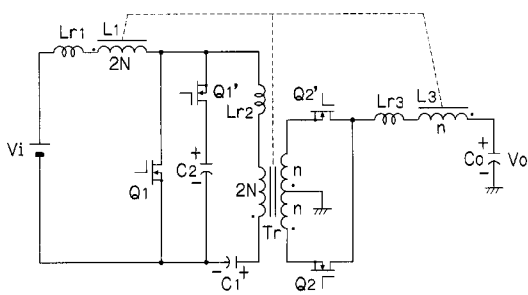 Lr1 L1
2N
Q1'
Lr2
Q2'
Lr3 L3
n
Vi
Q1
C2 + -
2N
n
n
Tr
+ Co - Vo
- C1 +
Q2